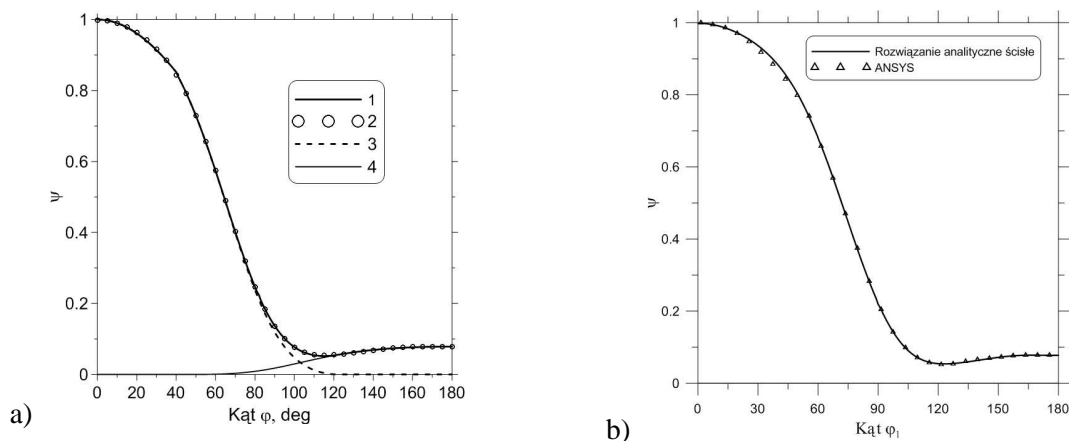 1
0.8
0.6
0.4
0.2
0
ψ
1
2
3
4
0 20 40 60 80 100 120 140 160 180
Kąt φ, deg
a)
1
0.8
0.6
0.4
0.2
0
ψ
Rozwiązanie analityczne ścisłe
ANSYS
0 30 60 90 120 150 180
Kąt φ₁
b)